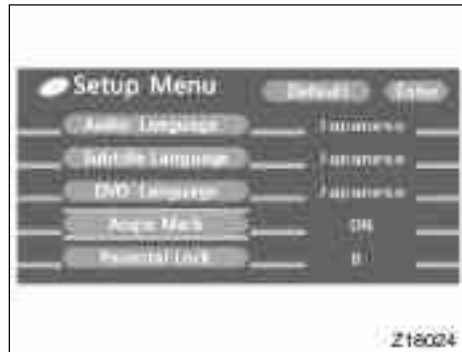 Setup Menu Default Enter
Audio Language Japanese
Subtitle Language Japanese
DVD Language Japanese
Angle Mark ON
Parental Lock
Z18024